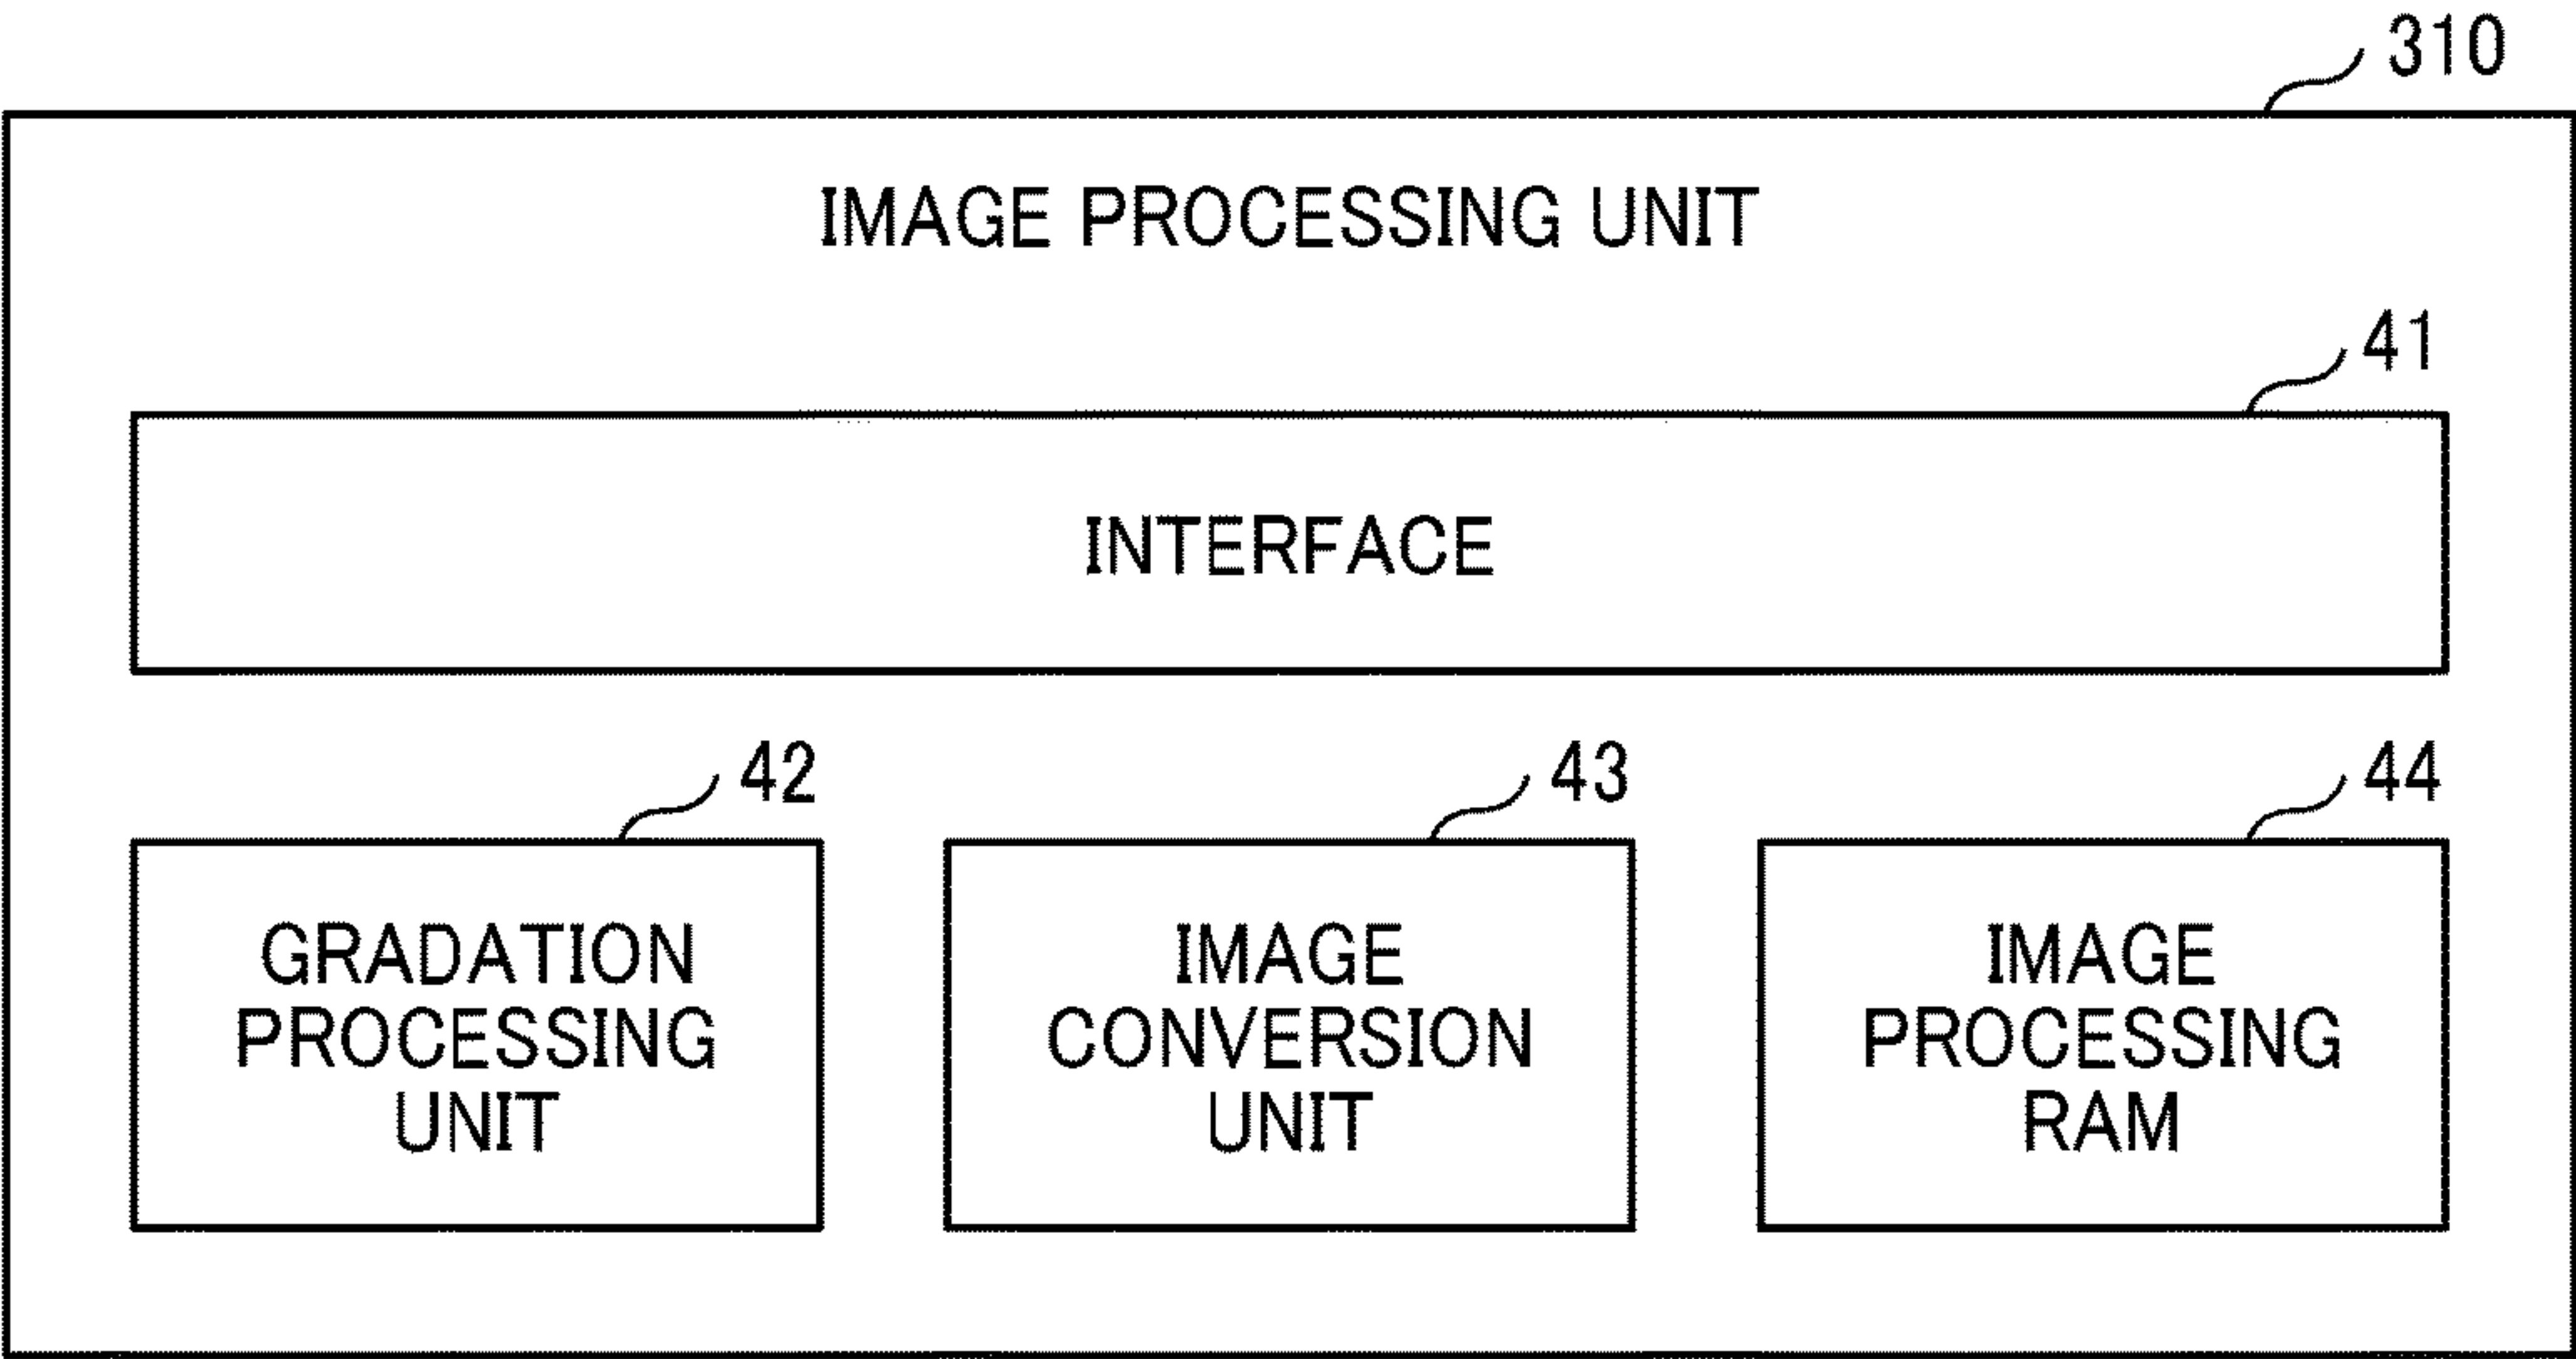 310
IMAGE PROCESSING UNIT
41
INTERFACE
42
GRADATION
PROCESSING
UNIT
43
IMAGE
CONVERSION
UNIT
44
IMAGE
PROCESSING
RAM